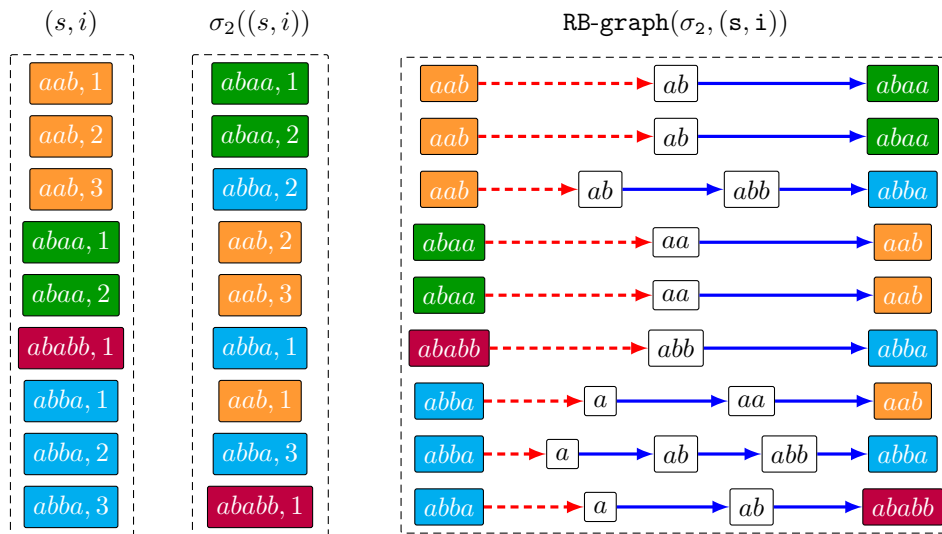 (s, i) σ₂((s, i)) RB-graph(σ₂, (s, i))
aab, 1 abaa, 1 aab ab abaa
aab, 2 abaa, 2 aab ab abaa
aab, 3 abba, 2 aab ab abb abba
abaa, 1 aab, 2 abaa aa aab
abaa, 2 aab, 3 abaa aa aab
ababb, 1 abba, 1 ababb abb abba
abba, 1 aab, 1 abba a aa aab
abba, 2 abba, 3 abba a ab abb abba
abba, 3 ababb, 1 abba a ab ababb